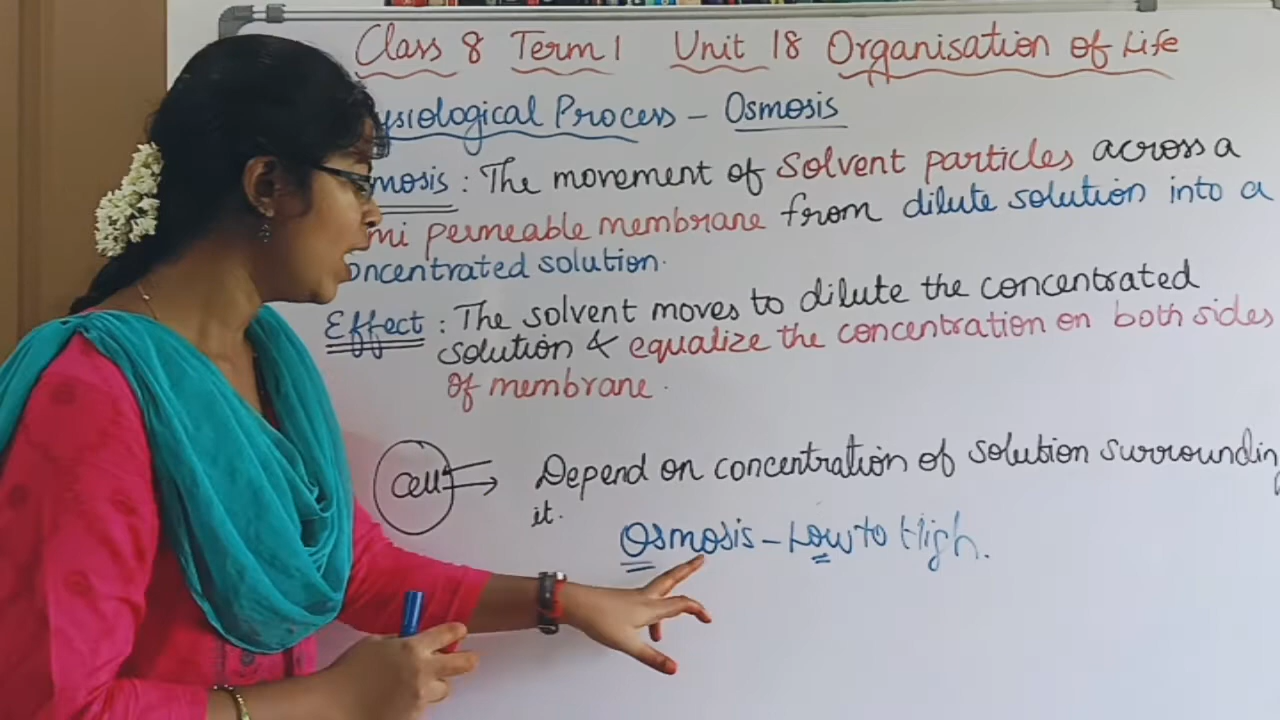 Class 8 Term 1 Unit 18 Organisation of Life
ysiological Process - Osmosis
mosis : The movement of solvent particles across a
mi permeable membrane from dilute solution into a
oncentrated solution.
Effect : The solvent moves to dilute the concentrated
solution & equalize the concentration on both sides
of membrane.
Cell Depend on concentration of solution surroundin
it.
Osmosis - Low to High.